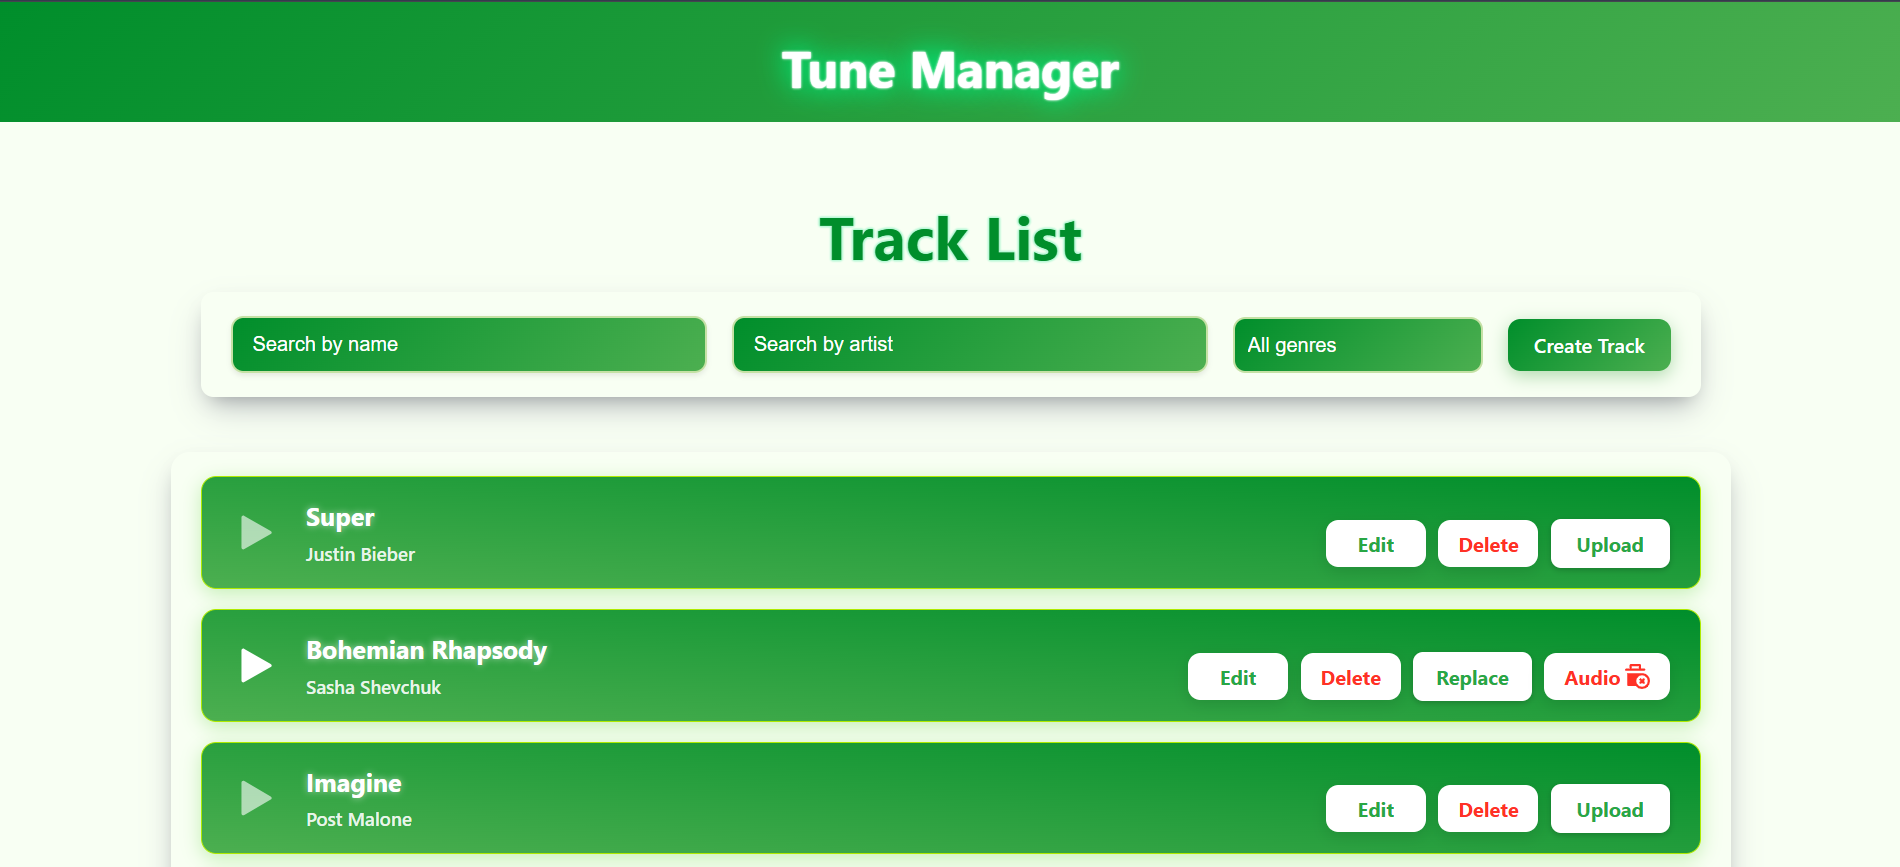 Tune Manager
Track List
Search by name
Search by artist
All genres
Create Track
Super
Justin Bieber
Edit
Delete
Upload
Bohemian Rhapsody
Sasha Shevchuk
Edit
Delete
Replace
Audio
Imagine
Post Malone
Edit
Delete
Upload